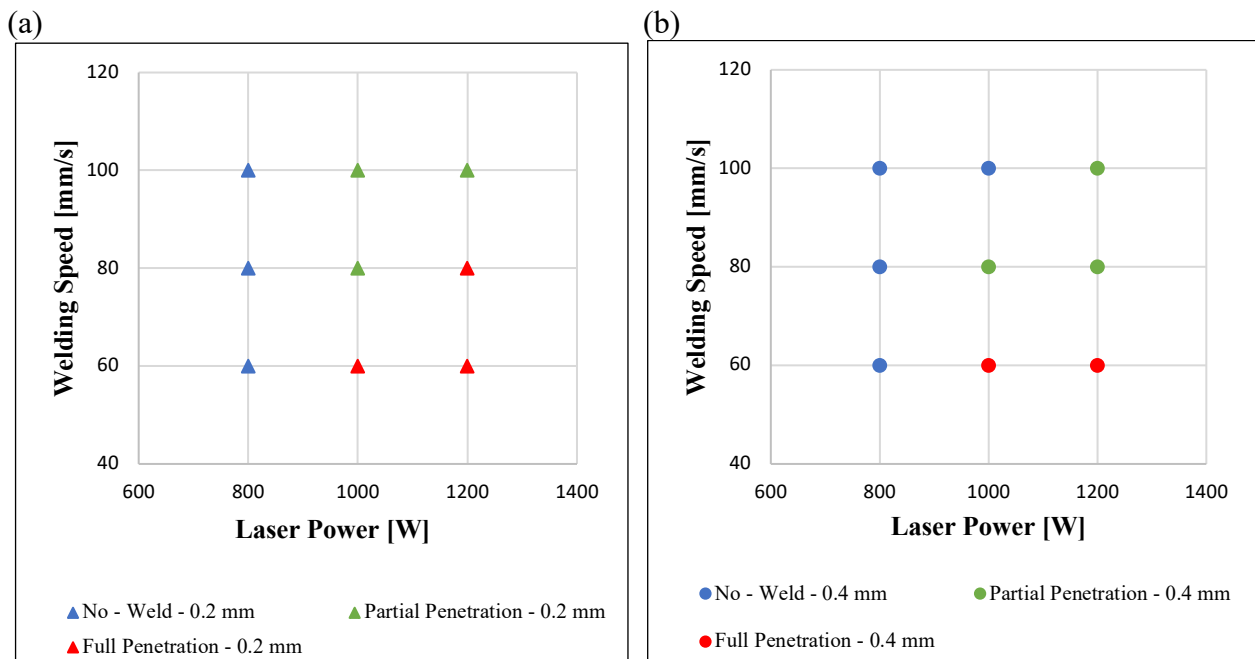 (a)
120
100
80
60
40
Welding Speed [mm/s]
600 800 1000 1200 1400
Laser Power [W]
No - Weld - 0.2 mm Partial Penetration - 0.2 mm
Full Penetration - 0.2 mm
(b)
120
100
80
60
40
Welding Speed [mm/s]
600 800 1000 1200 1400
Laser Power [W]
No - Weld - 0.4 mm Partial Penetration - 0.4 mm
Full Penetration - 0.4 mm